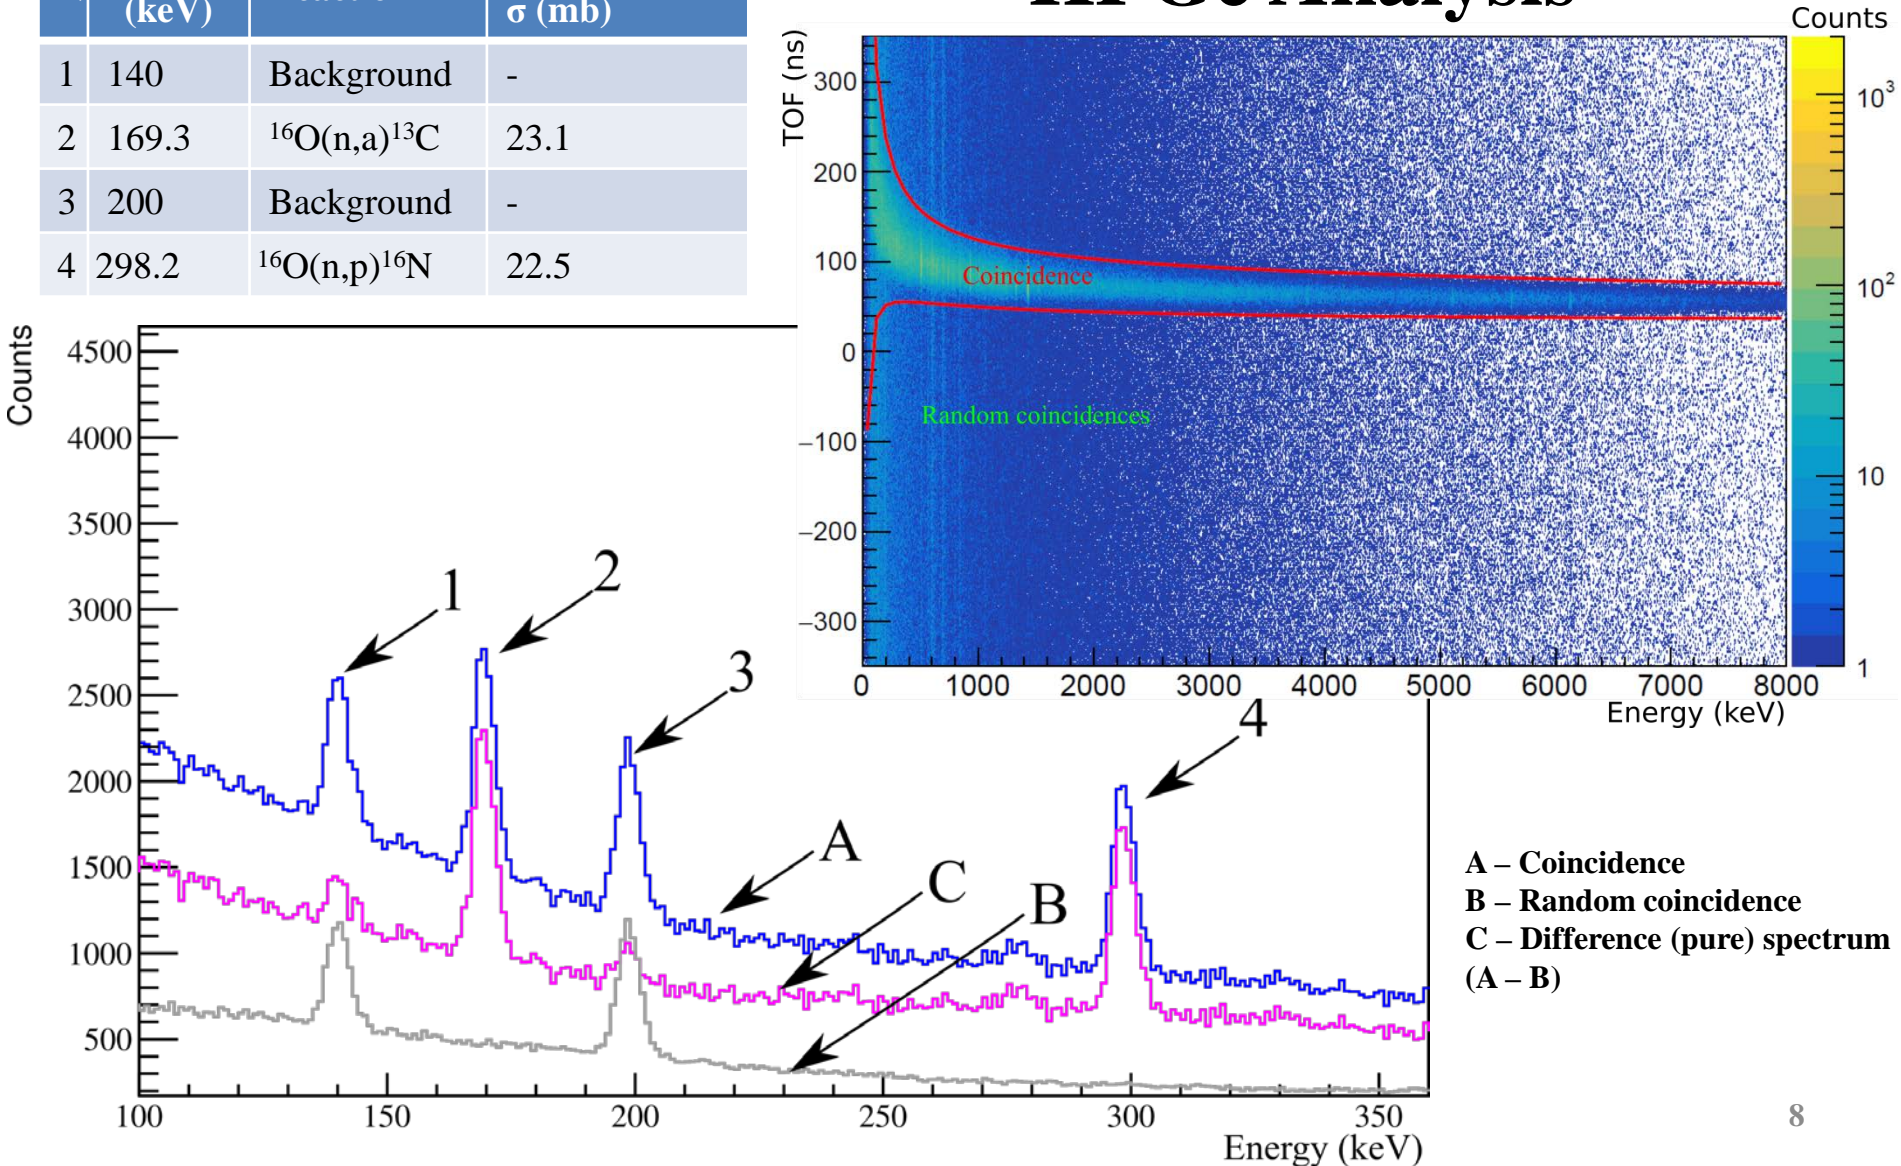 Analysis
(keV)
σ (mb)
1 140 Background -
2 169.3 ¹⁶O(n,a)¹³C 23.1
3 200 Background -
4 298.2 ¹⁶O(n,p)¹⁶N 22.5
Counts
TOF (ns)
300
200
100
0
−100
−200
−300
Coincidence
Random coincidences
10³
10²
10
1
0 1000 2000 3000 4000 5000 6000 7000 8000
Energy (keV)
Counts
4500
4000
3500
3000
2500
2000
1500
1000
500
1
2
3
4
A
C
B
100 150 200 250 300 350
Energy (keV)
A – Coincidence
B – Random coincidence
C – Difference (pure) spectrum
(A – B)
8